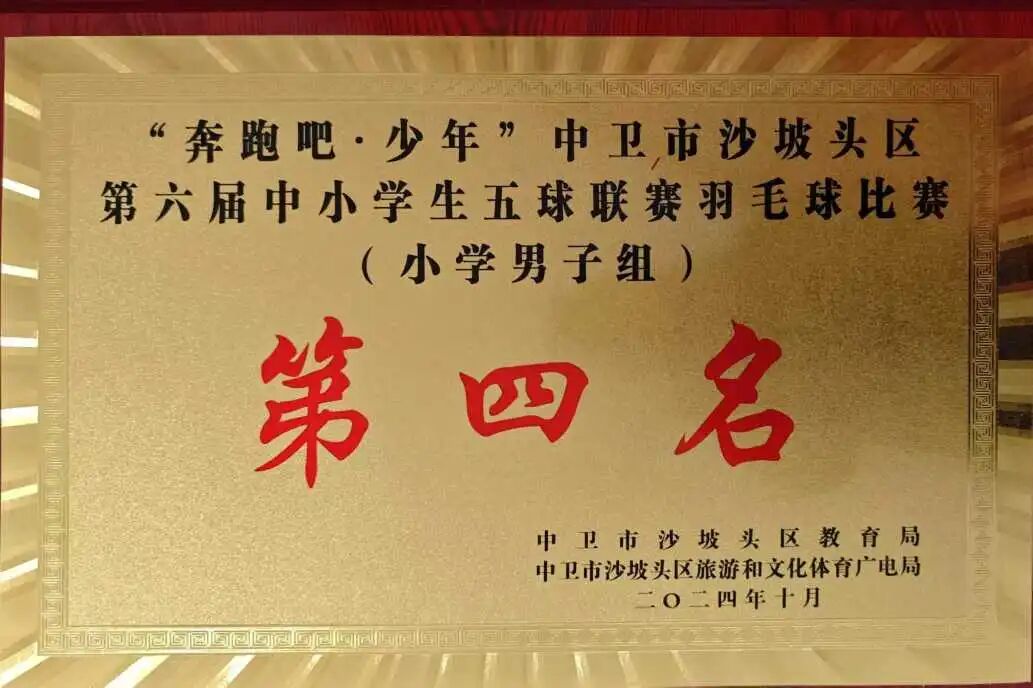 “奔跑吧·少年”中卫市沙坡头区
第六届中小学生五球联赛羽毛球比赛
（小学男子组）
第四名
中卫市沙坡头区教育局
中卫市沙坡头区旅游和文化体育广电局
二〇二四年十月